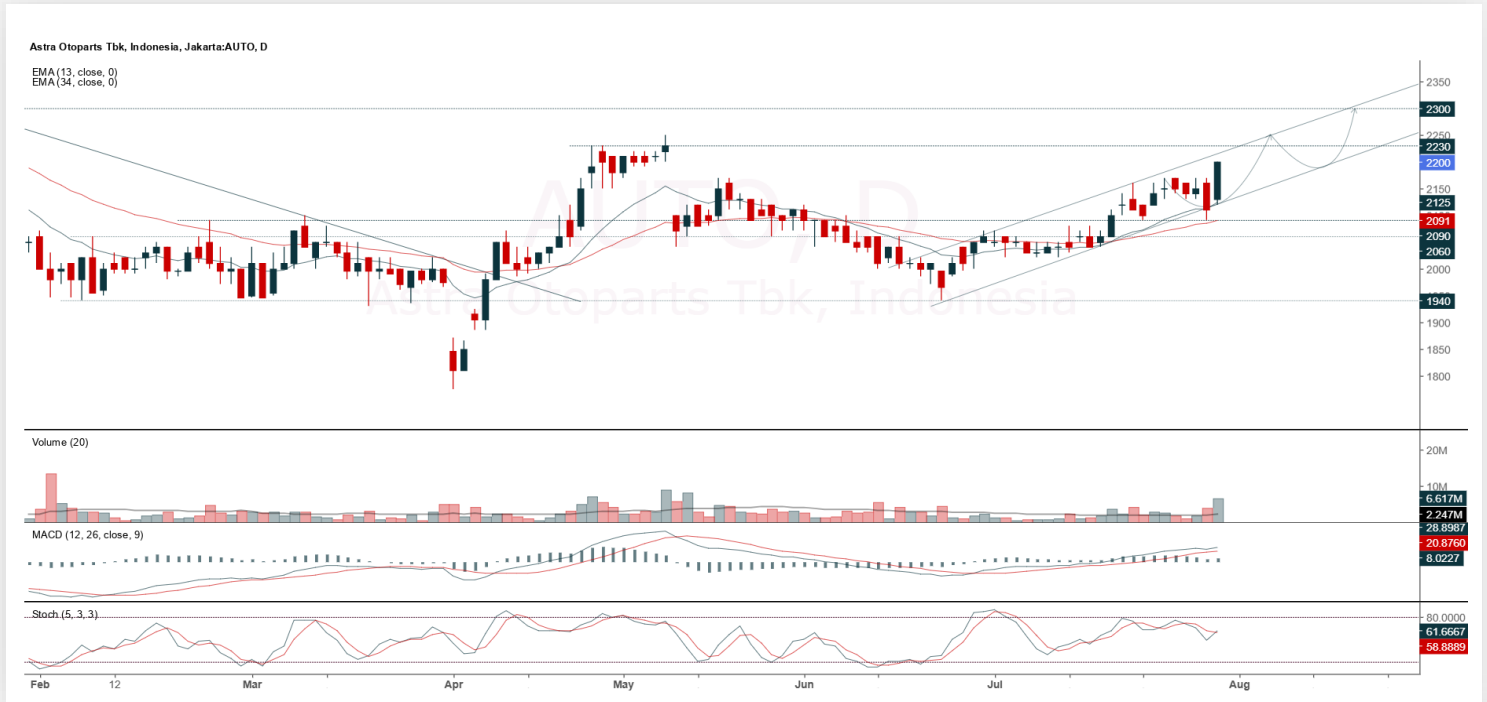 Astra Otoparts Tbk, Indonesia, Jakarta:AUTO, D
EMA (13, close, 0)
EMA (34, close, 0)
AUTO, D
Astra Otoparts Tbk, Indonesia
2350
2300
2250
2230
2200
2150
2125
2091
2090
2060
2000
1940
1900
1850
1800
Volume (20)
20M
10M
6.617M
2.247M
MACD (12, 26, close, 9)
28.8987
20.8760
8.0227
Stoch (5, 3, 3)
80.0000
61.6667
58.8889
Feb 12 Mar Apr May Jun Jul Aug